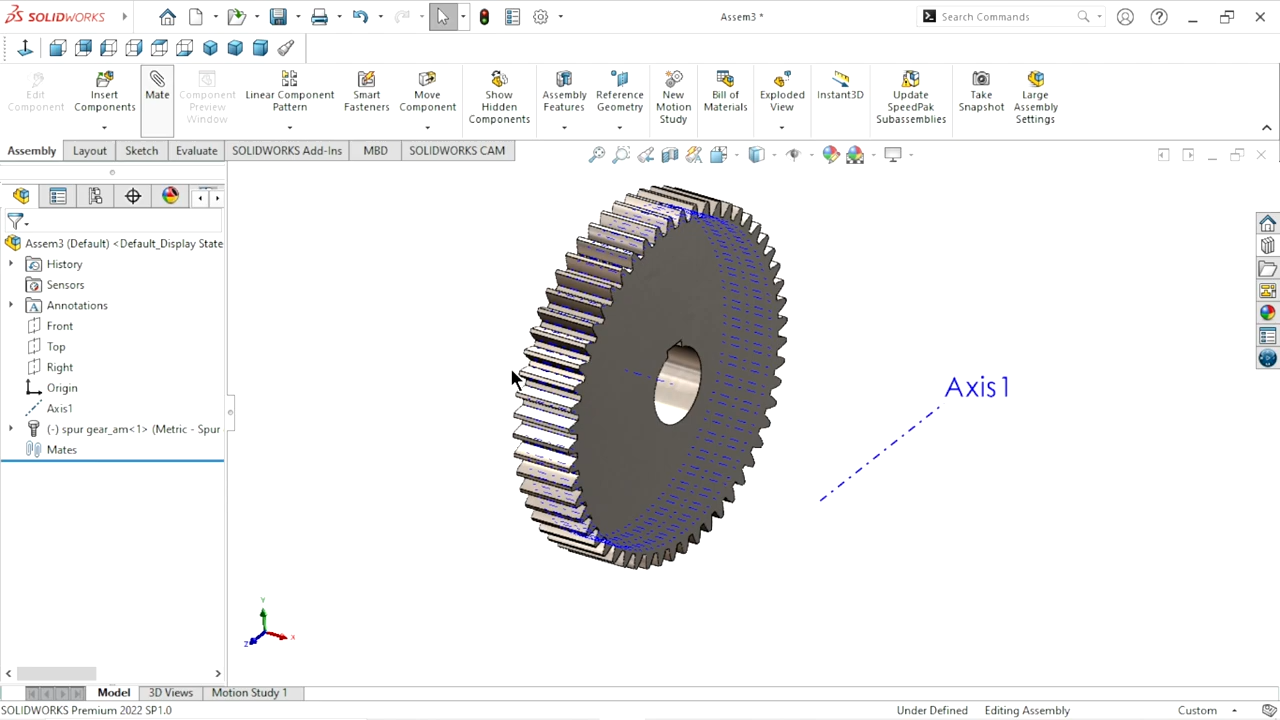 SOLIDWORKS
Assem3 *
Search Commands
Edit Component
Insert Components
Mate
Component Preview Window
Linear Component Pattern
Smart Fasteners
Move Component
Show Hidden Components
Assembly Features
Reference Geometry
New Motion Study
Bill of Materials
Exploded View
Instant3D
Update SpeedPak Subassemblies
Take Snapshot
Large Assembly Settings
Assembly
Layout
Sketch
Evaluate
SOLIDWORKS Add-Ins
MBD
SOLIDWORKS CAM
Assem3 (Default) <Default_Display State
History
Sensors
Annotations
Front
Top
Right
Origin
Axis1
(-) spur gear_am<1> (Metric - Spur
Mates
Axis1
Y
X
Z
Model
3D Views
Motion Study 1
SOLIDWORKS Premium 2022 SP1.0
Under Defined
Editing Assembly
Custom